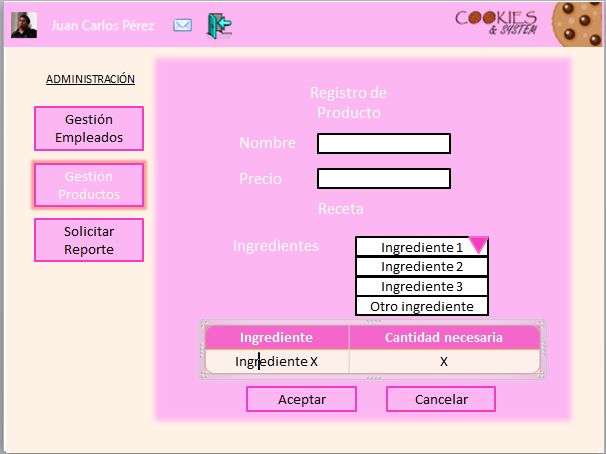 Juan Carlos Pérez
COOKIES
& SYSTEM
ADMINISTRACIÓN
Gestión
Empleados
Gestión
Productos
Solicitar
Reporte
Registro de
Producto
Nombre
Precio
Receta
Ingredientes
Ingrediente 1
Ingrediente 2
Ingrediente 3
Otro ingrediente
Ingrediente Cantidad necesaria
Ingrediente X X
Aceptar Cancelar